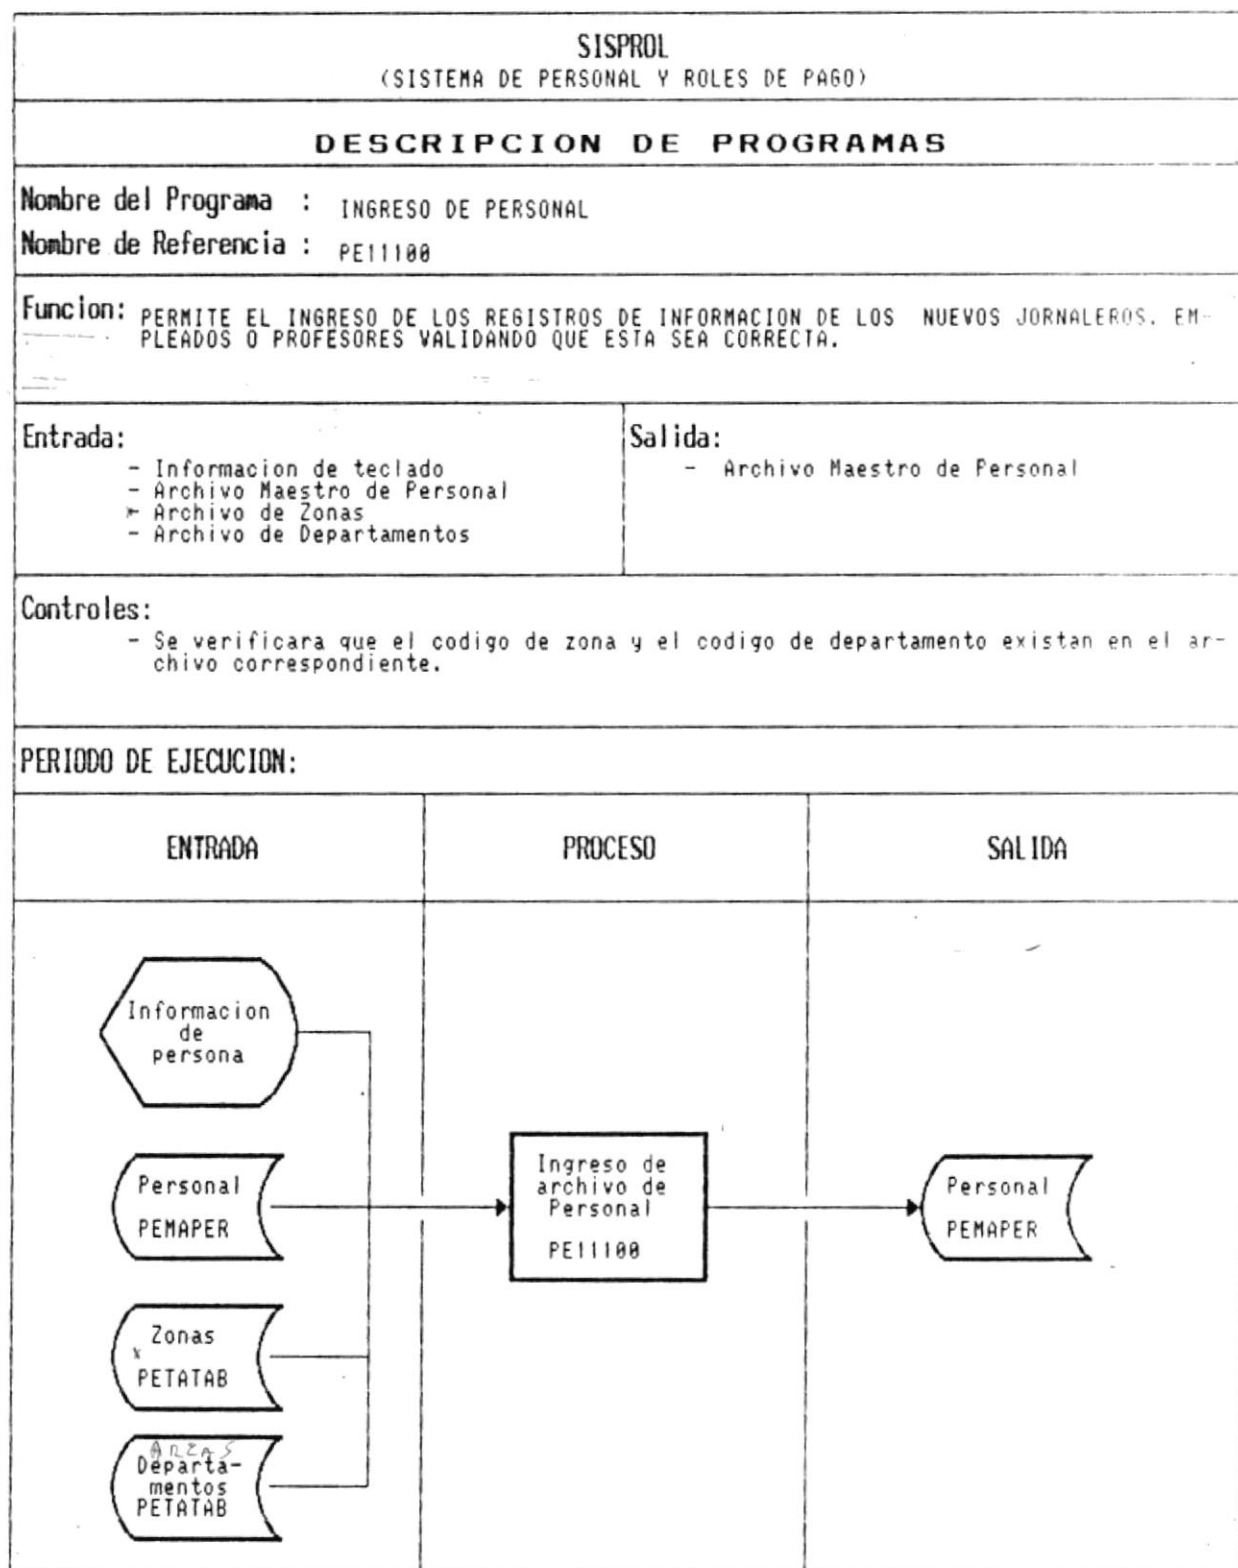 SISPROL
(SISTEMA DE PERSONAL Y ROLES DE PAGO)
DESCRIPCION DE PROGRAMAS
Nombre del Programa : INGRESO DE PERSONAL
Nombre de Referencia : PE11100
Funcion: PERMITE EL INGRESO DE LOS REGISTROS DE INFORMACION DE LOS NUEVOS JORNALEROS. EM-
PLEADOS O PROFESORES VALIDANDO QUE ESTA SEA CORRECTA.
Entrada:
- Informacion de teclado
- Archivo Maestro de Personal
- Archivo de Zonas
- Archivo de Departamentos
Salida:
- Archivo Maestro de Personal
Controles:
- Se verificara que el codigo de zona y el codigo de departamento existan en el ar-
chivo correspondiente.
PERIODO DE EJECUCION:
ENTRADA
PROCESO
SALIDA
Informacion
de
persona
Personal
PEMAPER
Zonas
x
PETATAB
AREAS
Departa-
mentos
PETATAB
Ingreso de
archivo de
Personal
PE11100
Personal
PEMAPER